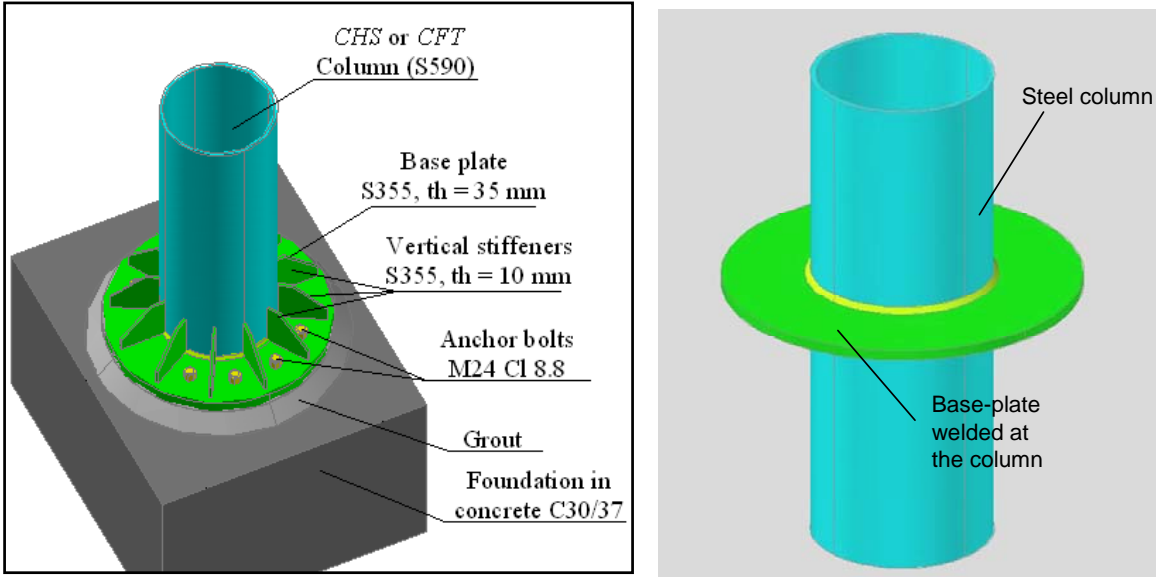 CHS or CFT
Column (S590)
Base plate
S355, th = 35 mm
Vertical stiffeners
S355, th = 10 mm
Anchor bolts
M24 Cl 8.8
Grout
Foundation in
concrete C30/37
Steel column
Base-plate
welded at
the column